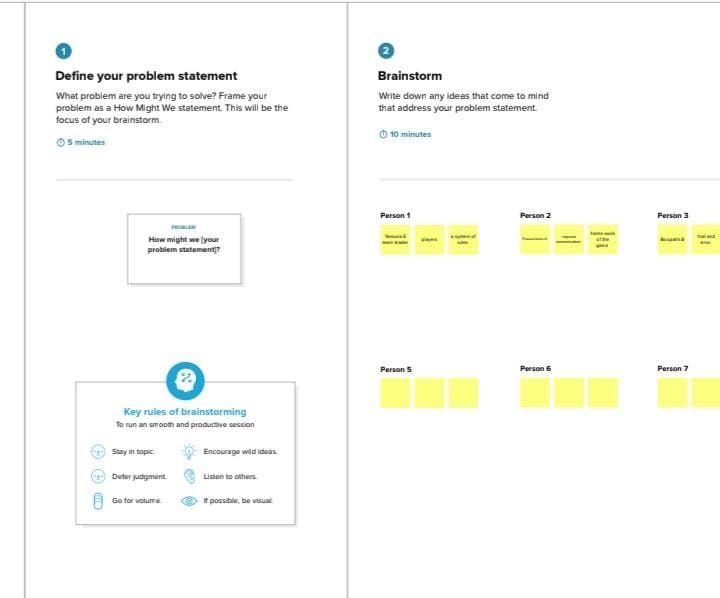 1
Define your problem statement
What problem are you trying to solve? Frame your
problem as a How Might We statement. This will be the
focus of your brainstorm.
5 minutes
PROBLEM
How might we [your
problem statement]?
Key rules of brainstorming
To run an smooth and productive session
Stay in topic.
Encourage wild ideas.
Defer judgment.
Listen to others.
Go for volume.
If possible, be visual.
2
Brainstorm
Write down any ideas that come to mind
that address your problem statement.
10 minutes
Person 1
team leader
players
a system of
rules
Person 2
improve
concentration
frame work
of the
game
Person 3
Boopathi.B
trial and
error
Person 5
Person 6
Person 7